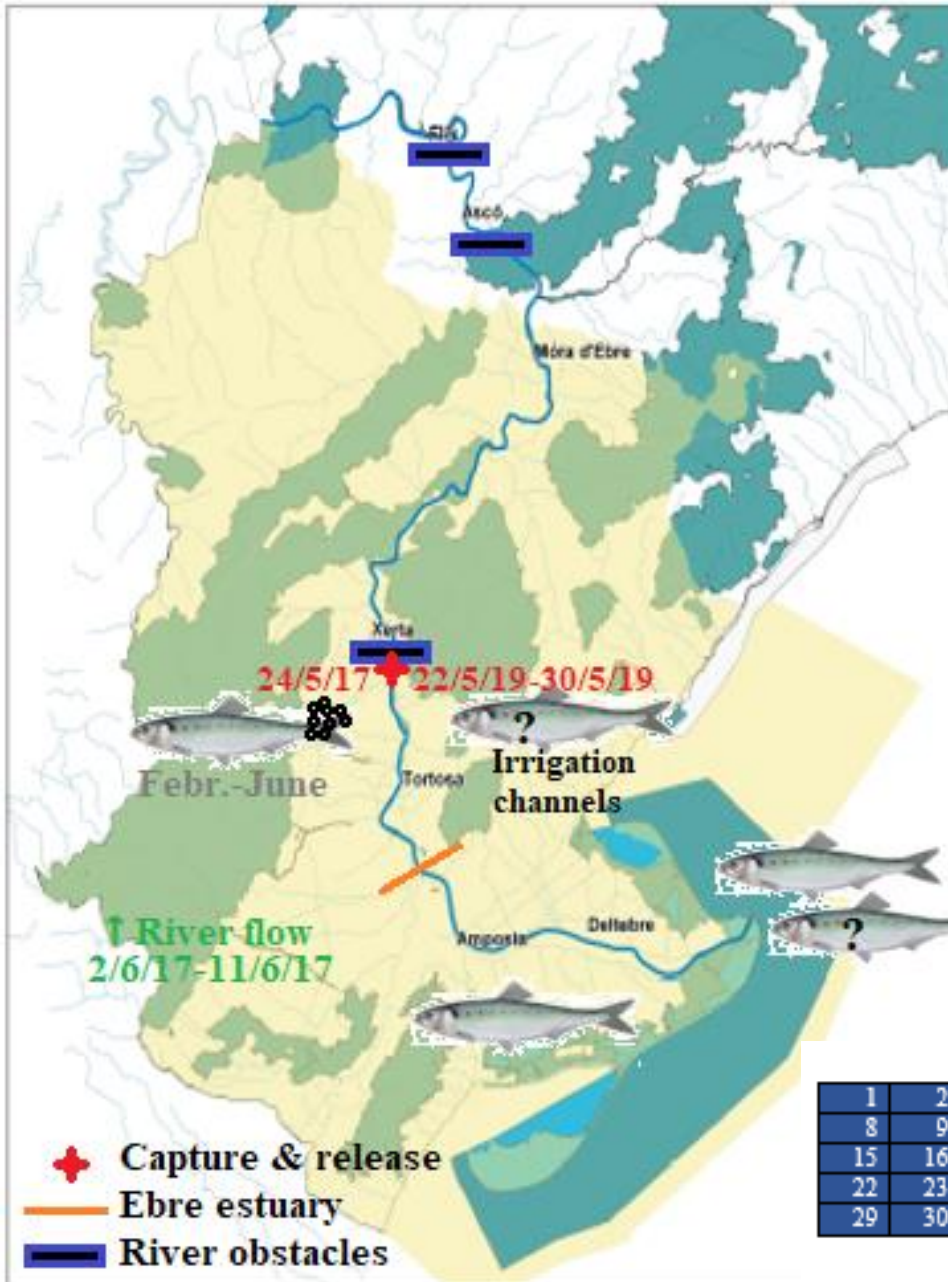 Ascó
Móra d'Ebre
Xerta
24/5/17
22/5/19-30/5/19
?
Febr.-June
Tortosa
Irrigation
channels
↑ River flow
2/6/17-11/6/17
Amposta
Deltebre
?
1 2
8 9
15 16
22 23
29 30
Capture & release
Ebre estuary
River obstacles